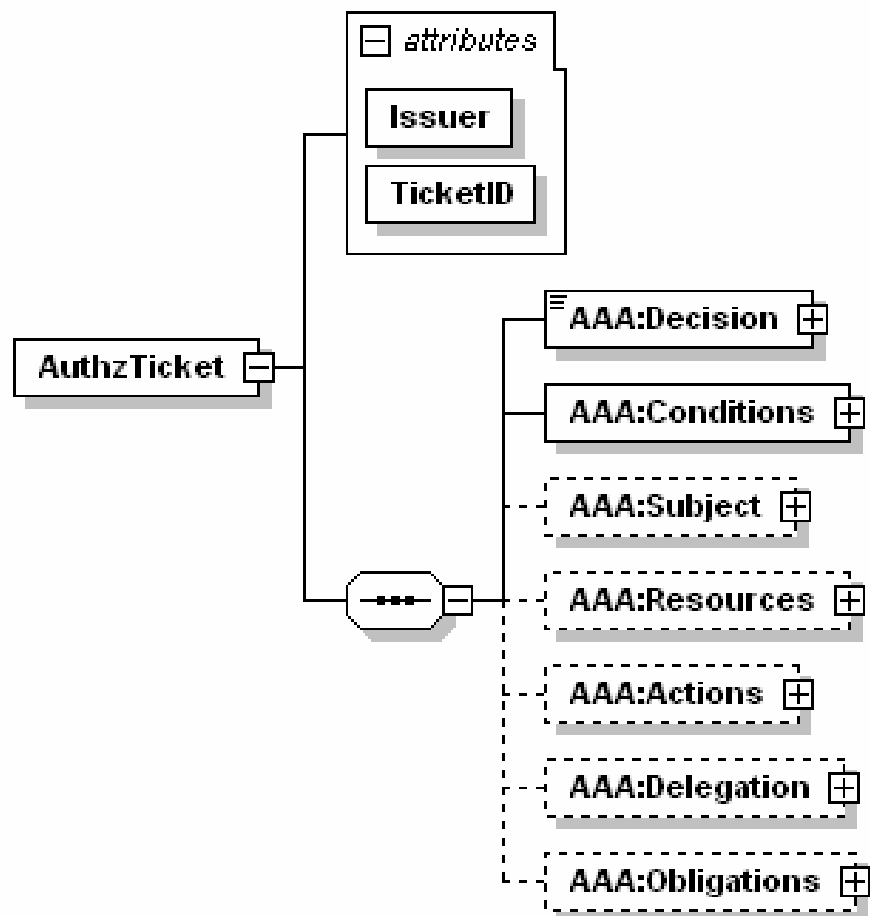 attributes
Issuer
TicketID
AuthzTicket
AAA:Decision
AAA:Conditions
AAA:Subject
AAA:Resources
AAA:Actions
AAA:Delegation
AAA:Obligations